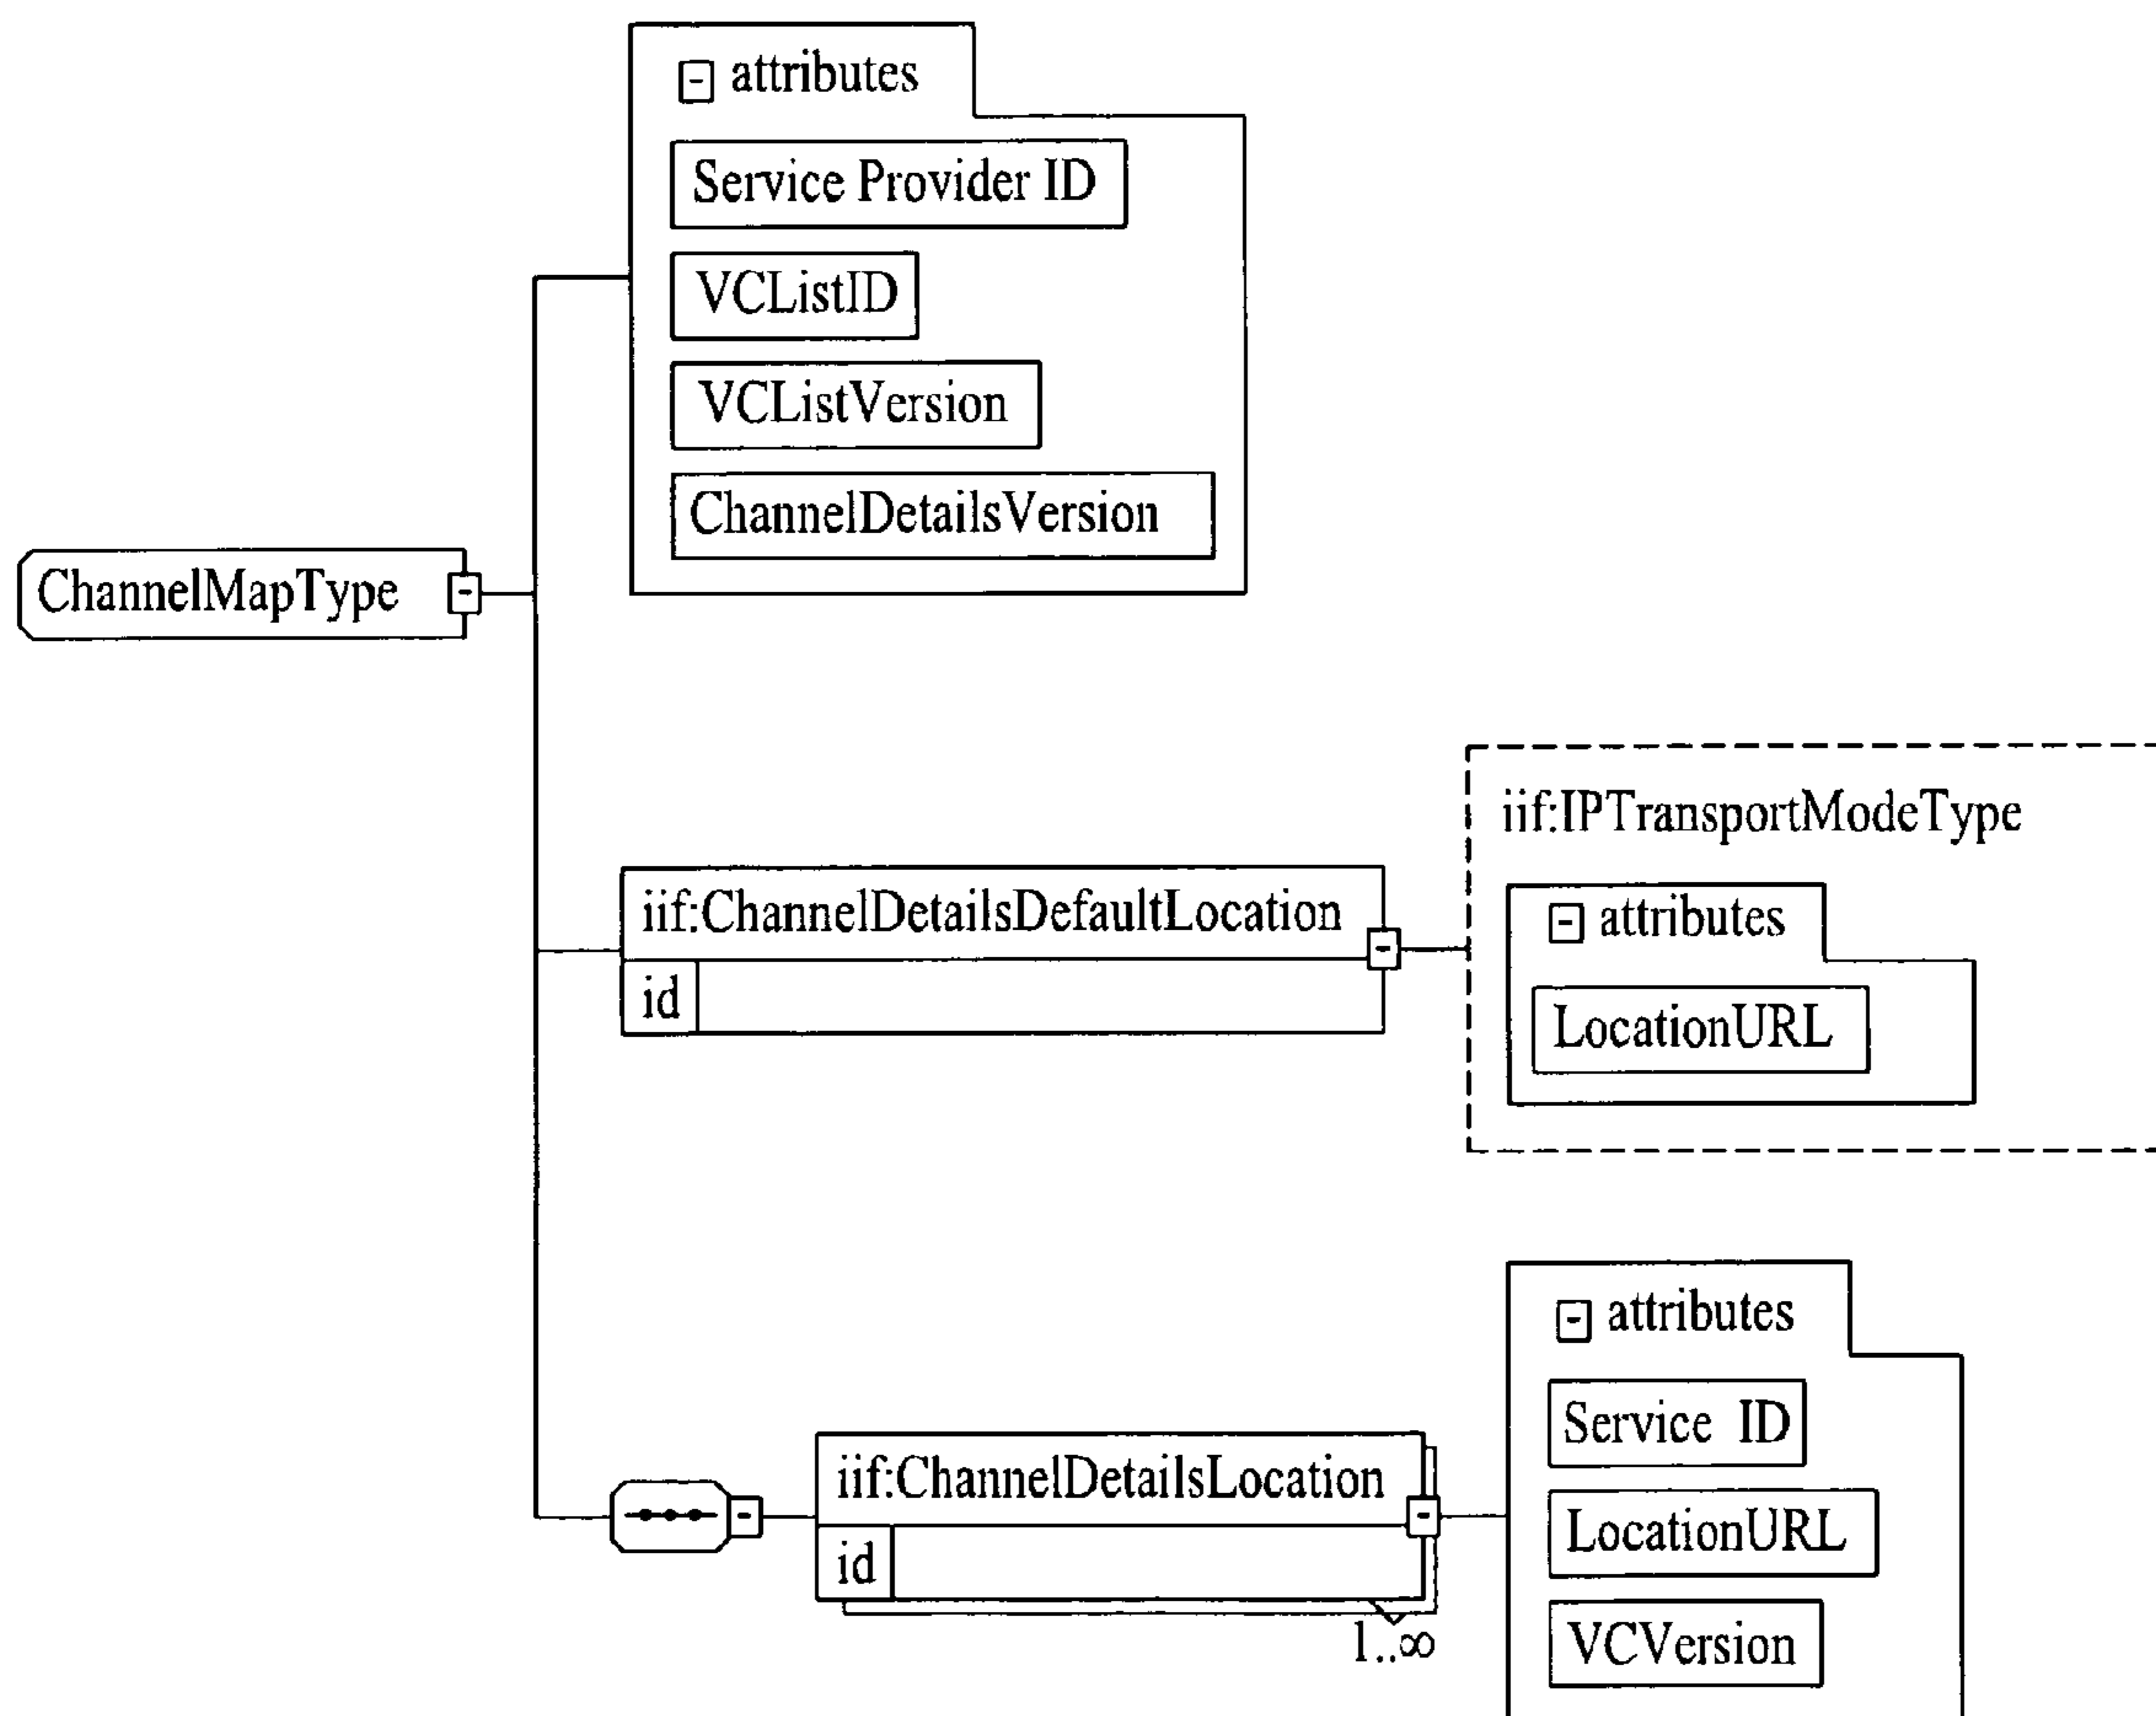 attributes
Service Provider ID
VCListID
VCListVersion
ChannelDetailsVersion
ChannelMapType
iif:IPTransportModeType
iif:ChannelDetailsDefaultLocation
id
attributes
LocationURL
attributes
Service ID
LocationURL
VCVersion
iif:ChannelDetailsLocation
id
1..∞